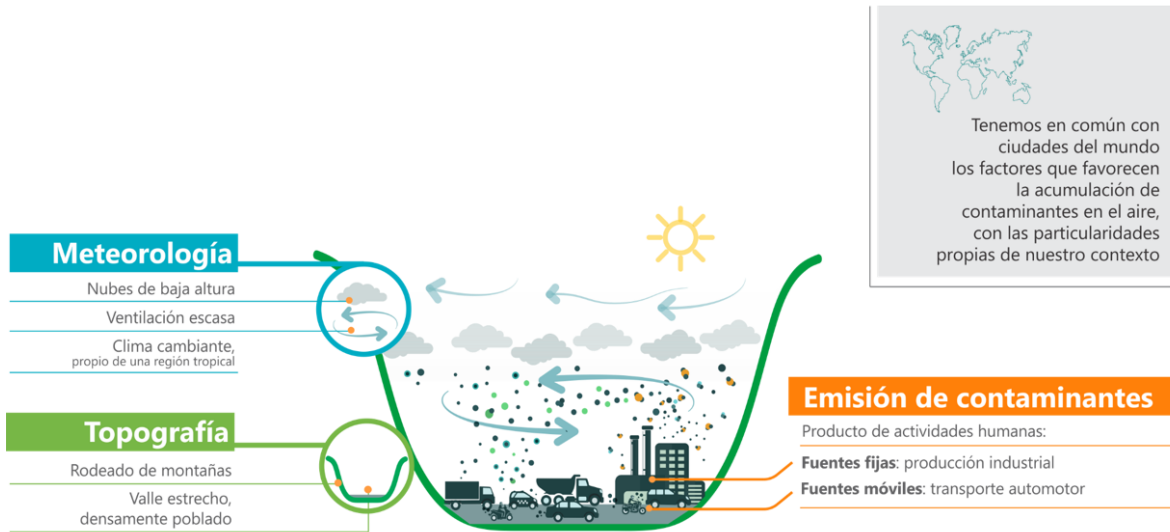 Tenemos en común con
ciudades del mundo
los factores que favorecen
la acumulación de
contaminantes en el aire,
con las particularidades
propias de nuestro contexto
Meteorología
Nubes de baja altura
Ventilación escasa
Clima cambiante,
propio de una región tropical
Topografía
Rodeado de montañas
Valle estrecho,
densamente poblado
Emisión de contaminantes
Producto de actividades humanas:
Fuentes fijas: producción industrial
Fuentes móviles: transporte automotor